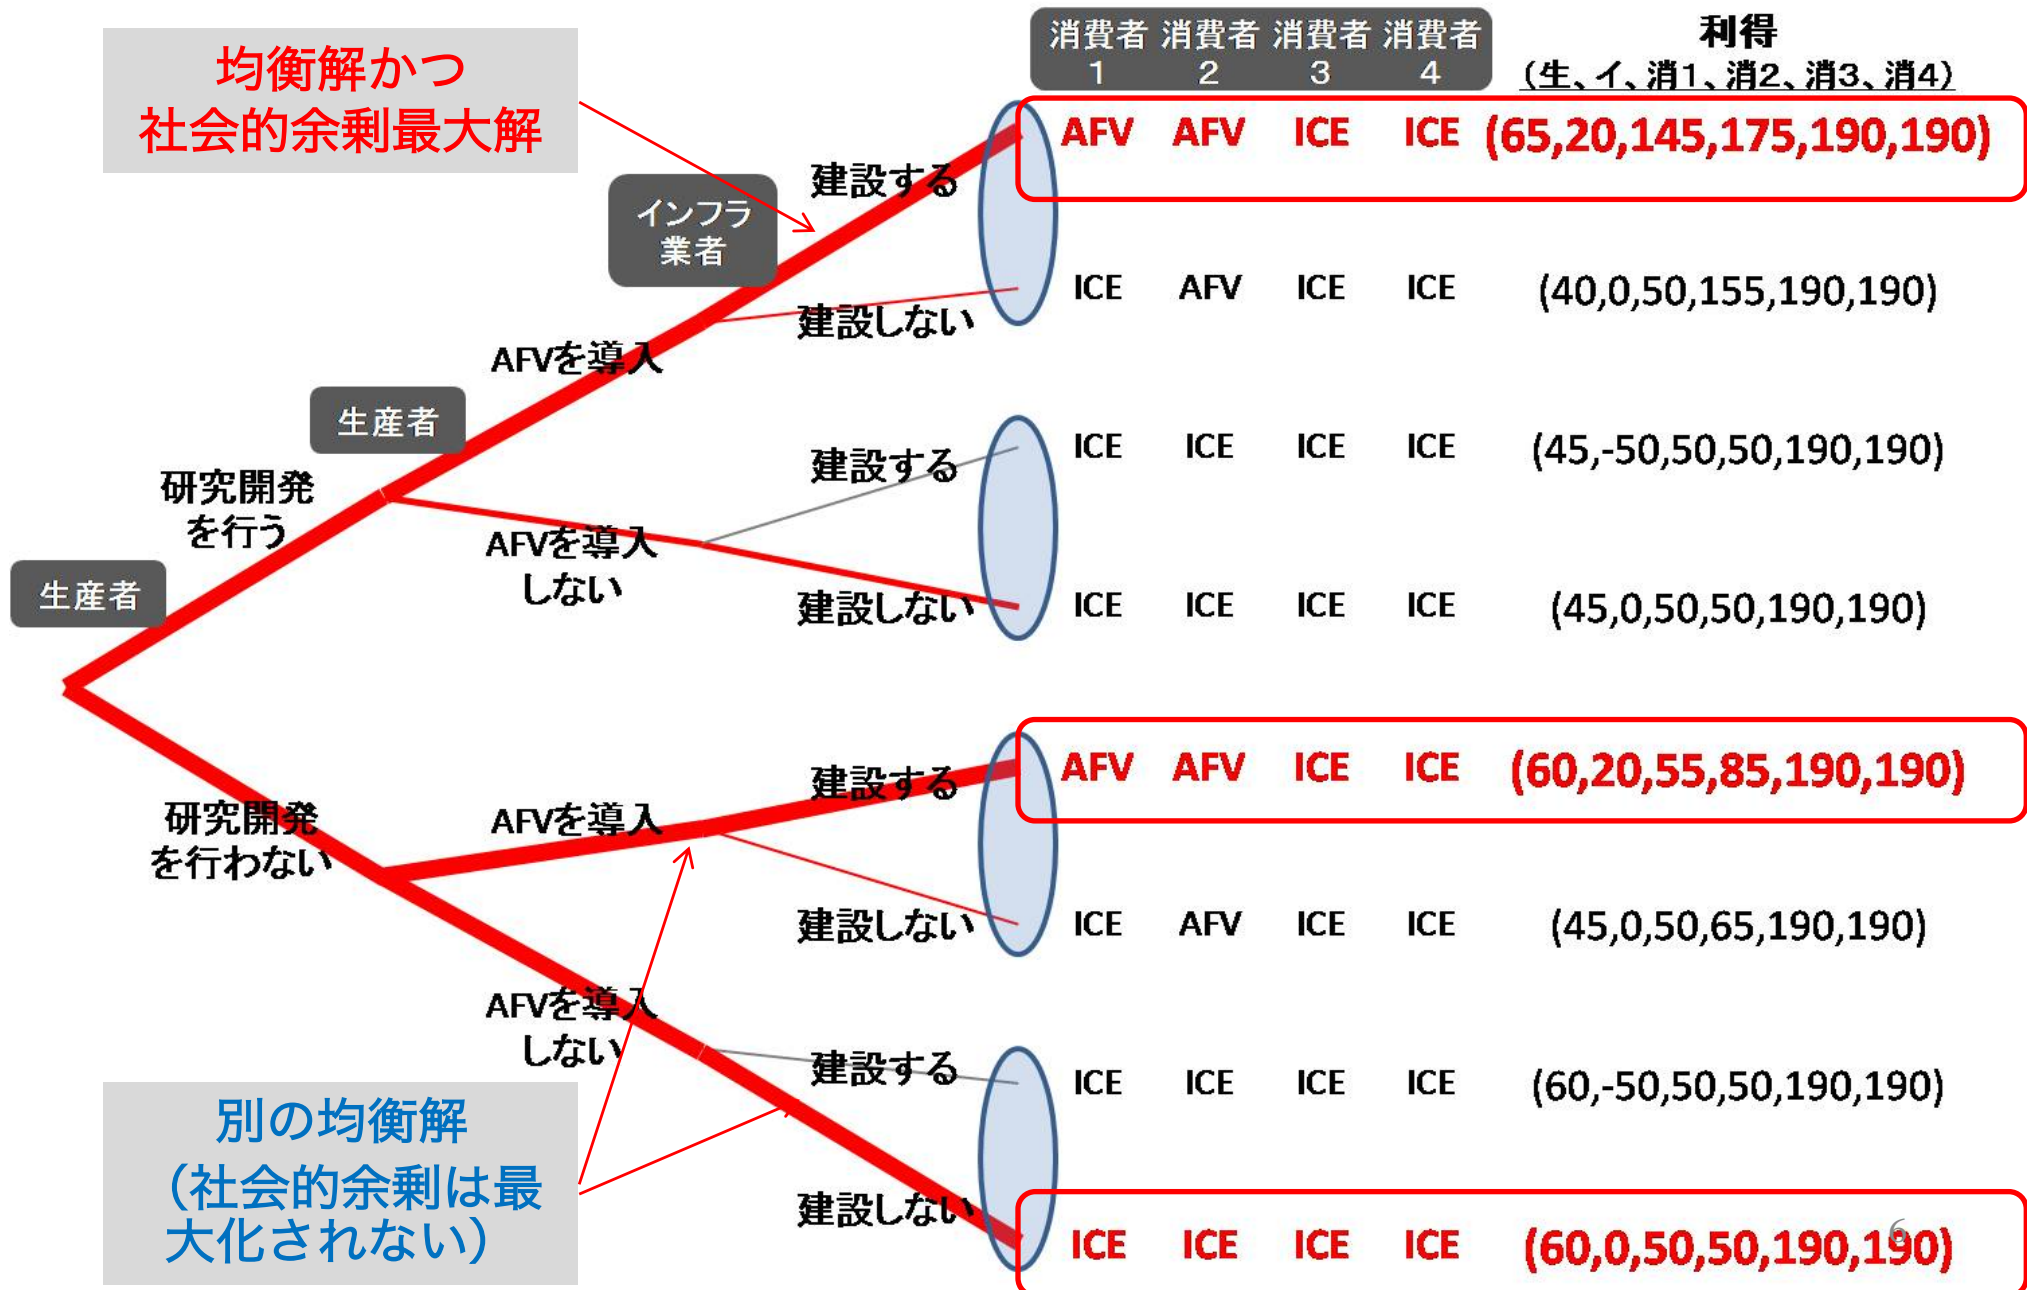 均衡解かつ
社会的余剰最大解
消費者 消費者 消費者 消費者
1 2 3 4
利得
(生、イ、消1、消2、消3、消4)
AFV AFV ICE ICE (65,20,145,175,190,190)
建設する
インフラ
業者
ICE AFV ICE ICE (40,0,50,155,190,190)
建設しない
AFVを導入
生産者
ICE ICE ICE ICE (45,-50,50,50,190,190)
建設する
研究開発
を行う
AFVを導入
しない
生産者
建設しない
ICE ICE ICE ICE (45,0,50,50,190,190)
AFV AFV ICE ICE (60,20,55,85,190,190)
建設する
研究開発
を行わない
AFVを導入
建設しない
ICE AFV ICE ICE (45,0,50,65,190,190)
AFVを導入
しない
建設する
ICE ICE ICE ICE (60,-50,50,50,190,190)
別の均衡解
（社会的余剰は最
大化されない）
建設しない
ICE ICE ICE ICE (60,0,50,50,190,190)
6